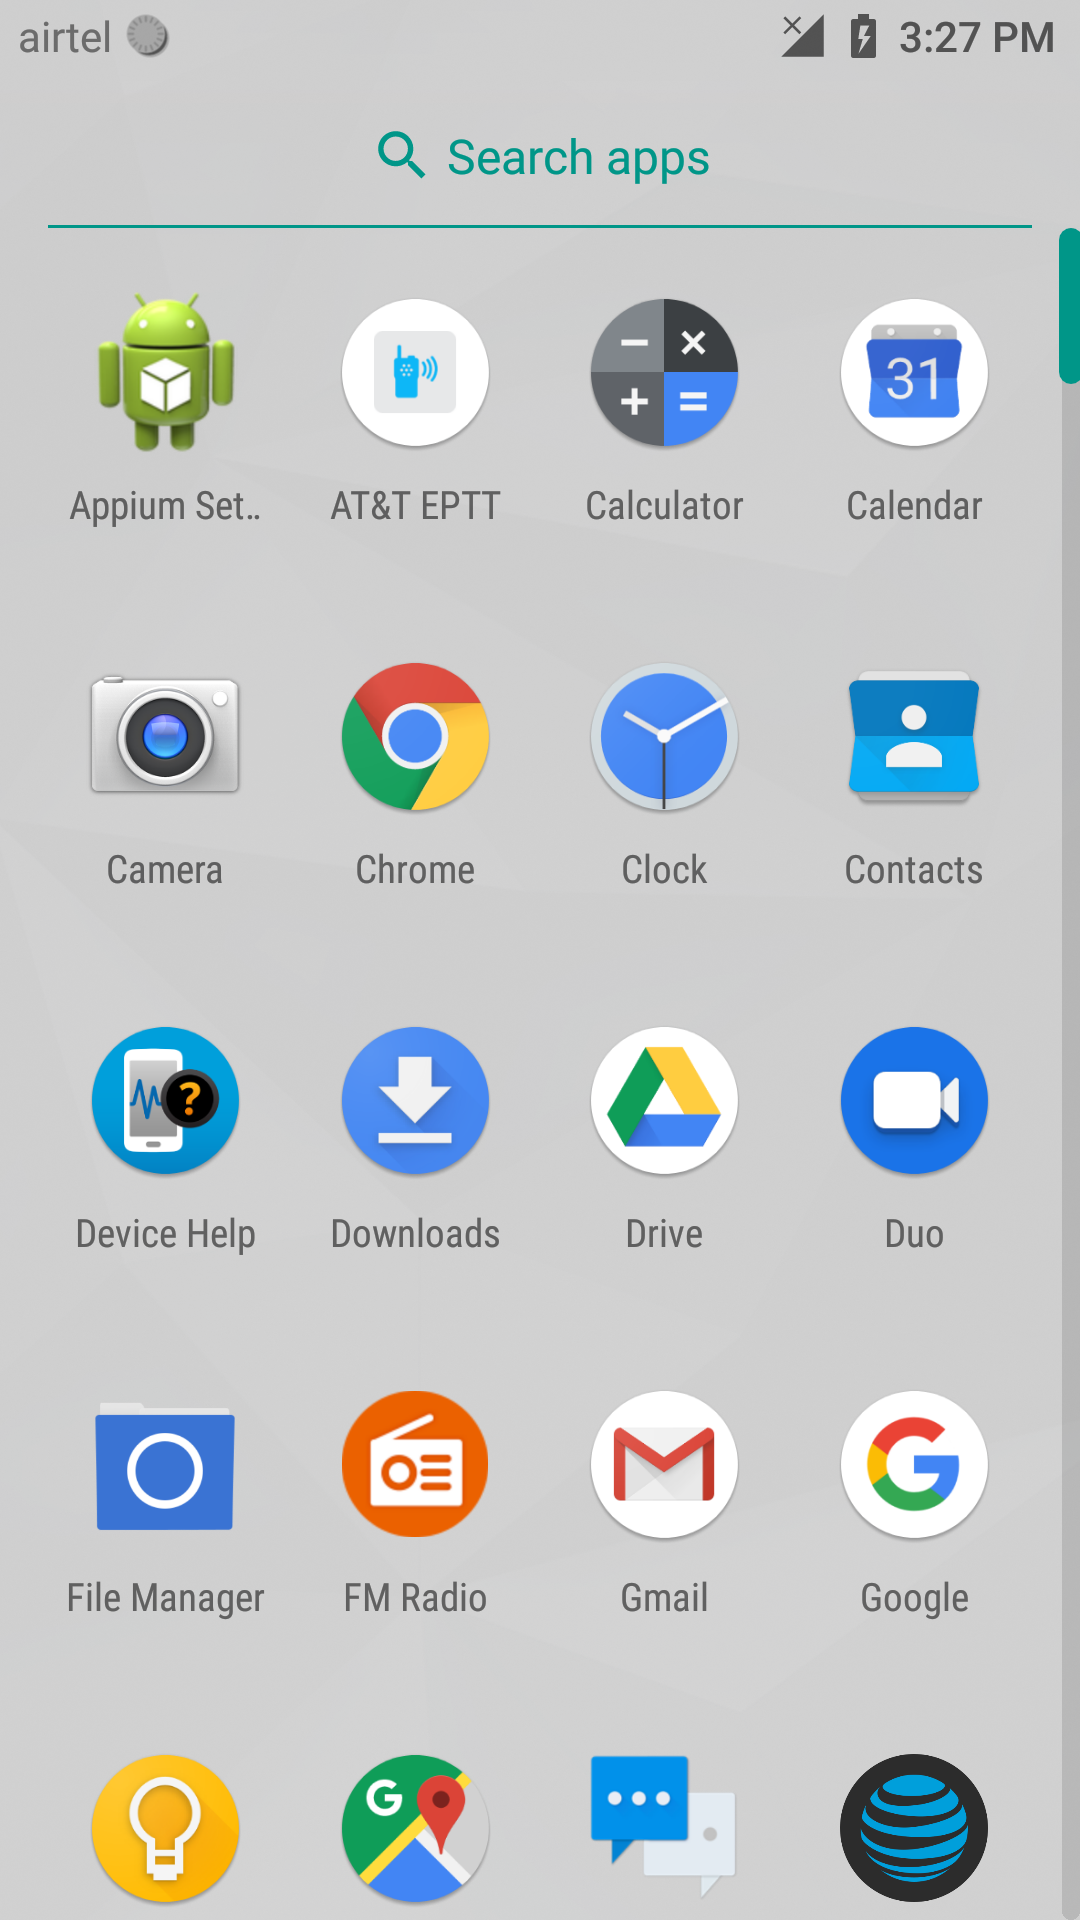 airtel 3:27 PM
Search apps
31
Appium Set.. AT&T EPTT Calculator Calendar
Camera Chrome Clock Contacts
?
Device Help Downloads Drive Duo
File Manager FM Radio Gmail Google
G